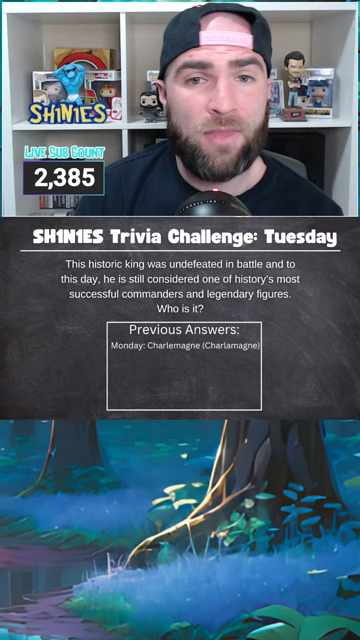 SH1N1ES
LIVE SUB COUNT
2,385
SH1N1ES Trivia Challenge: Tuesday
This historic king was undefeated in battle and to
this day, he is still considered one of history's most
successful commanders and legendary figures.
Who is it?
Previous Answers:
Monday: Charlemagne (Charlamagne)